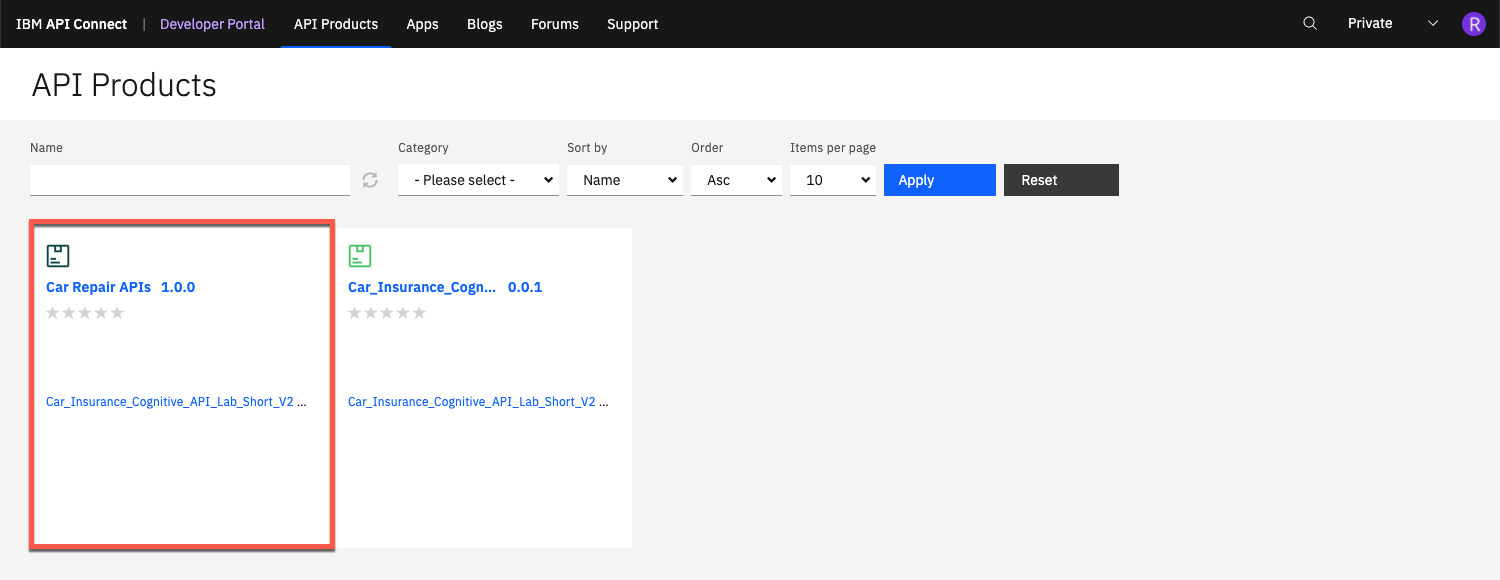 IBM API Connect | Developer Portal API Products Apps Blogs Forums Support Private R
API Products
Name Category Sort by Order Items per page
- Please select - Name Asc 10 Apply Reset
Car Repair APIs 1.0.0 Car_Insurance_Cogn... 0.0.1
Car_Insurance_Cognitive_API_Lab_Short_V2 ... Car_Insurance_Cognitive_API_Lab_Short_V2 ...